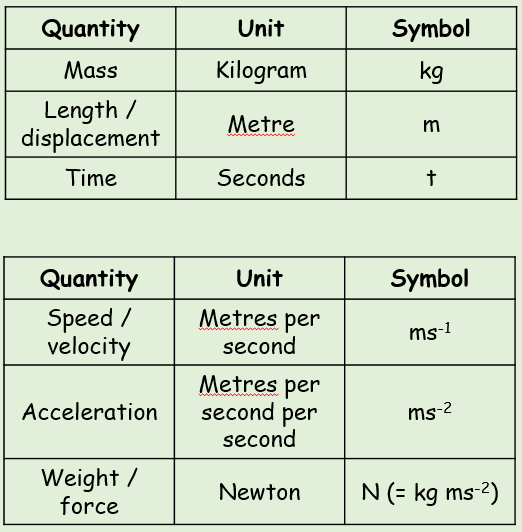 Quantity Unit Symbol
Mass Kilogram kg
Length /
displacement Metre m
Time Seconds t
Quantity Unit Symbol
Speed /
velocity Metres per
second ms⁻¹
Acceleration Metres per
second per
second ms⁻²
Weight /
force Newton N (= kg ms⁻²)